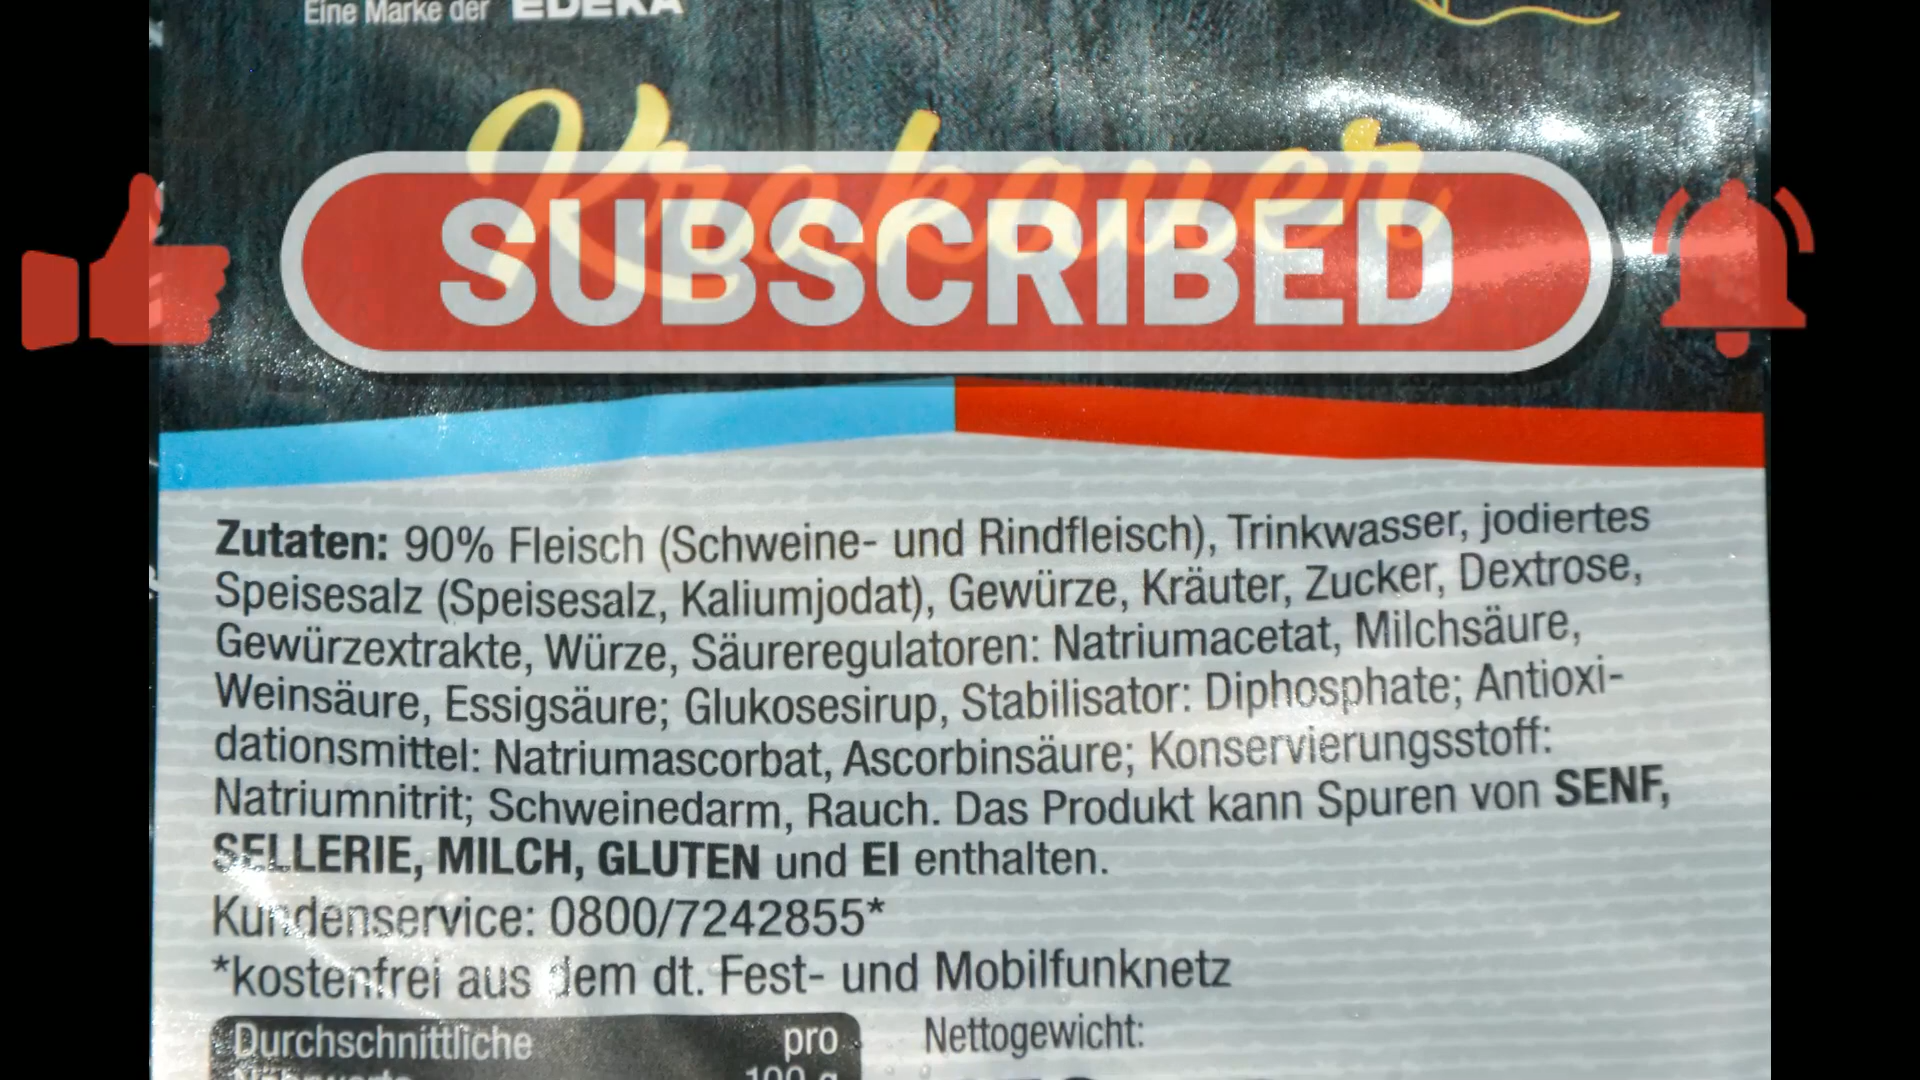 Eine Marke der EDEKA
Krakauer
SUBSCRIBED
Zutaten: 90% Fleisch (Schweine- und Rindfleisch), Trinkwasser, jodiertes
Speisesalz (Speisesalz, Kaliumjodat), Gewürze, Kräuter, Zucker, Dextrose,
Gewürzextrakte, Würze, Säureregulatoren: Natriumacetat, Milchsäure,
Weinsäure, Essigsäure; Glukosesirup, Stabilisator: Diphosphate; Antioxi-
dationsmittel: Natriumascorbat, Ascorbinsäure; Konservierungsstoff:
Natriumnitrit; Schweinedarm, Rauch. Das Produkt kann Spuren von SENF,
SELLERIE, MILCH, GLUTEN und EI enthalten.
Kundenservice: 0800/7242855*
*kostenfrei aus dem dt. Fest- und Mobilfunknetz
Durchschnittliche pro
Nettogewicht:
100 g